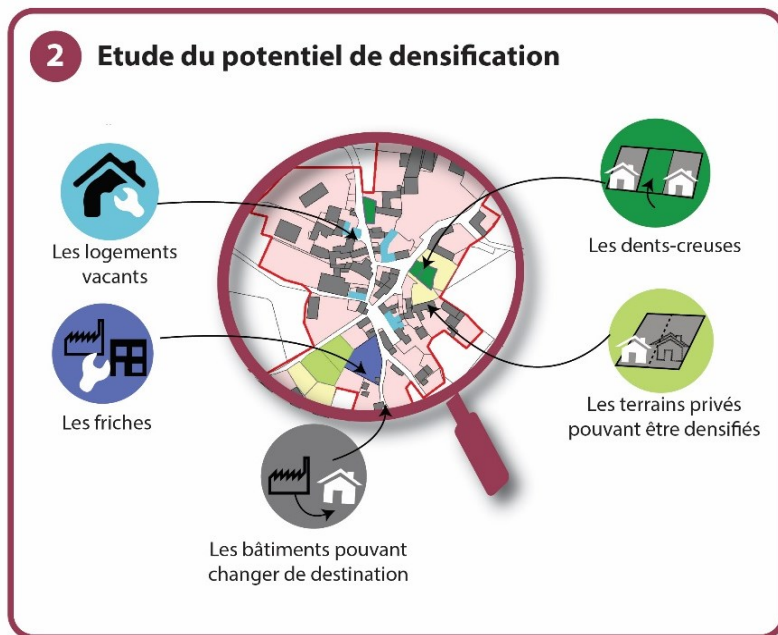 2 Etude du potentiel de densification
Les logements
vacants
Les dents-creuses
Les friches
Les terrains privés
pouvant être densifiés
Les bâtiments pouvant
changer de destination